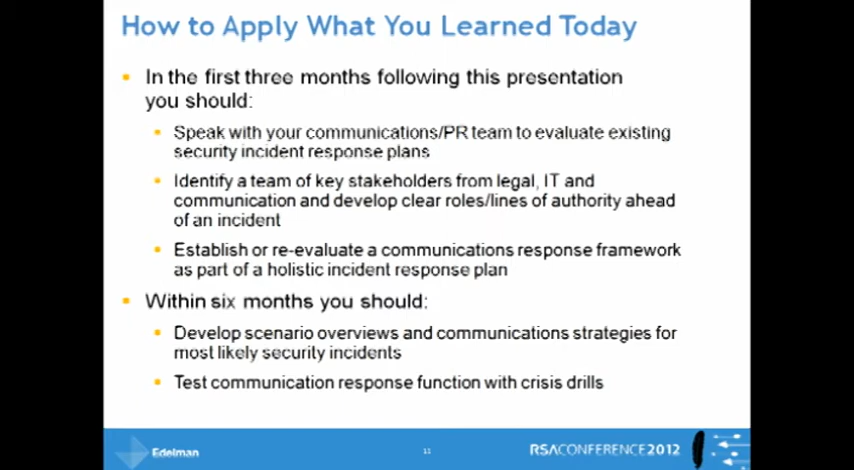 How to Apply What You Learned Today
In the first three months following this presentation
you should:
Speak with your communications/PR team to evaluate existing
security incident response plans
Identify a team of key stakeholders from legal, IT and
communication and develop clear roles/lines of authority ahead
of an incident
Establish or re-evaluate a communications response framework
as part of a holistic incident response plan
Within six months you should:
Develop scenario overviews and communications strategies for
most likely security incidents
Test communication response function with crisis drills
Edelman
11
RSACONFERENCE2012